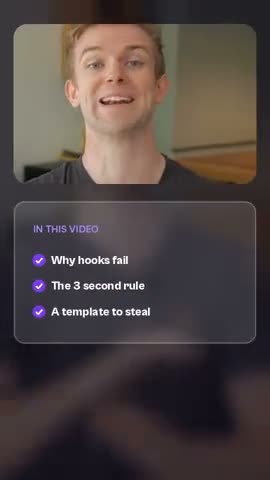 IN THIS VIDEO
Why hooks fail
The 3 second rule
A template to steal